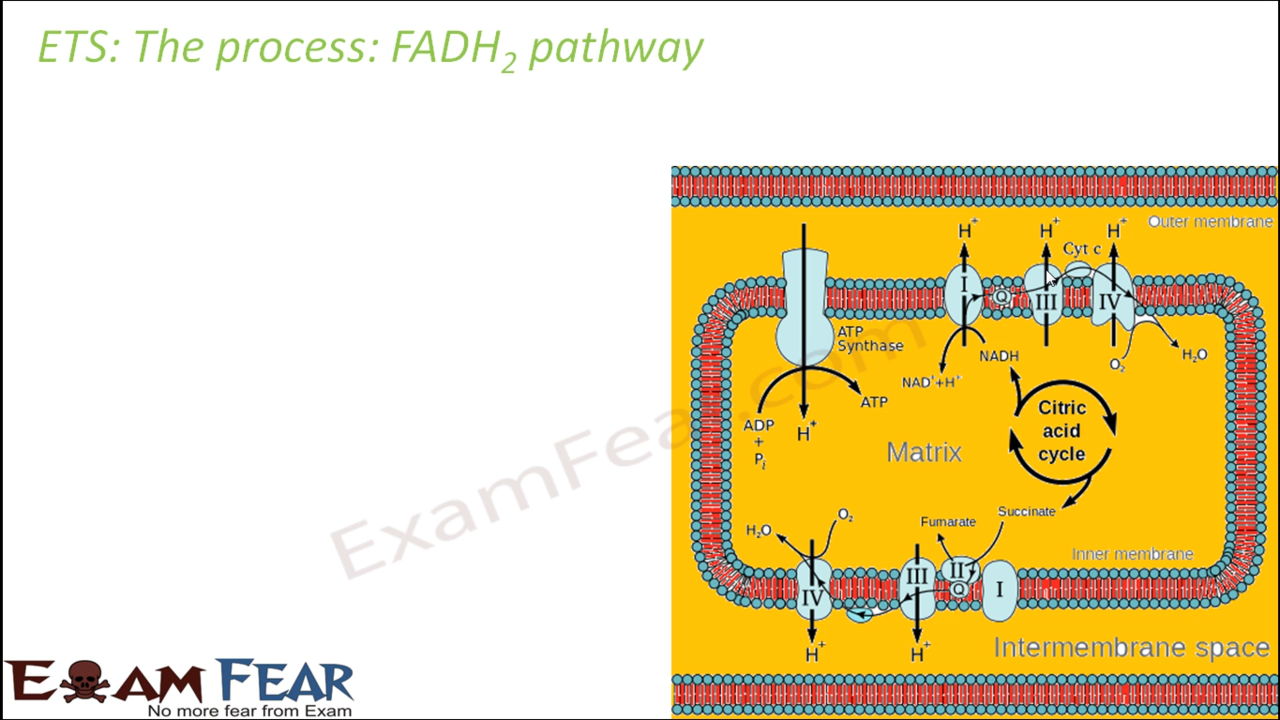 ETS: The process: FADH₂ pathway
Outer membrane
H⁺
H⁺
H⁺
Cyt c
I
Q
III
IV
ATP
Synthase
NADH
O₂
H₂O
NAD⁺+H⁺
ATP
ADP
+
Pi
H⁺
Citric
acid
cycle
Matrix
ExamFear.com
H₂O
O₂
Fumarate
Succinate
Inner membrane
IV
III
II
Q
I
H⁺
H⁺
Intermembrane space
EXAM FEAR
No more fear from Exam